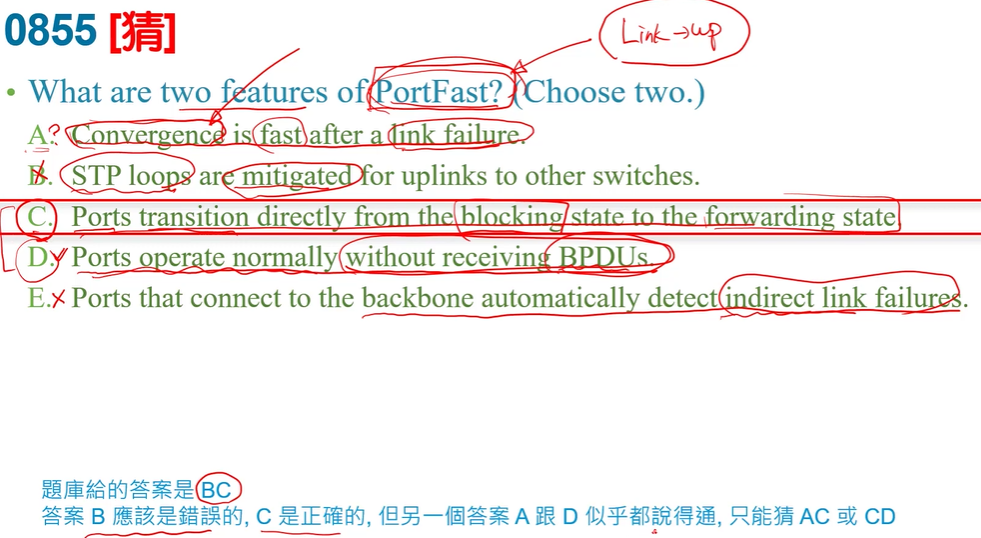 0855 [猜]
Link → up
• What are two features of PortFast? (Choose two.)
A. ? Convergence is fast after a link failure.
B. STP loops are mitigated for uplinks to other switches.
C. Ports transition directly from the blocking state to the forwarding state.
D. Ports operate normally without receiving BPDUs.
E. Ports that connect to the backbone automatically detect indirect link failures.
題庫給的答案是 BC
答案 B 應該是錯誤的, C 是正確的, 但另一個答案 A 跟 D 似乎都說得通, 只能猜 AC 或 CD